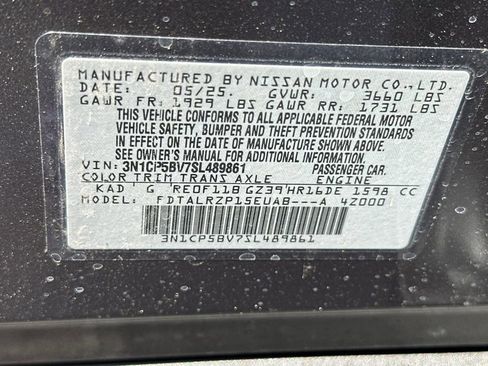 MANUFACTURED BY NISSAN MOTOR CO., LTD.
DATE: 05/25. GVWR: 3660 LBS
GAWR FR: 1929 LBS GAWR RR: 1731 LBS
THIS VEHICLE CONFORMS TO ALL APPLICABLE FEDERAL MOTOR
VEHICLE SAFETY, BUMPER AND THEFT PREVENTION STANDARDS
IN EFFECT ON THE DATE OF MANUFACTURE SHOWN ABOVE.
SEE OWNER'S MANUAL FOR ADDITIONAL INFORMATION.
VIN: 3N1CP5BV7SL489861 PASSENGER CAR.
COLOR TRIM TRANS AXLE ENGINE
KAD G RE0F11B GZ39 HR16DE 1598 CC
MODEL: FDTALRZP15EUAB---A 4Z000
3N1CP5BV7SL489861